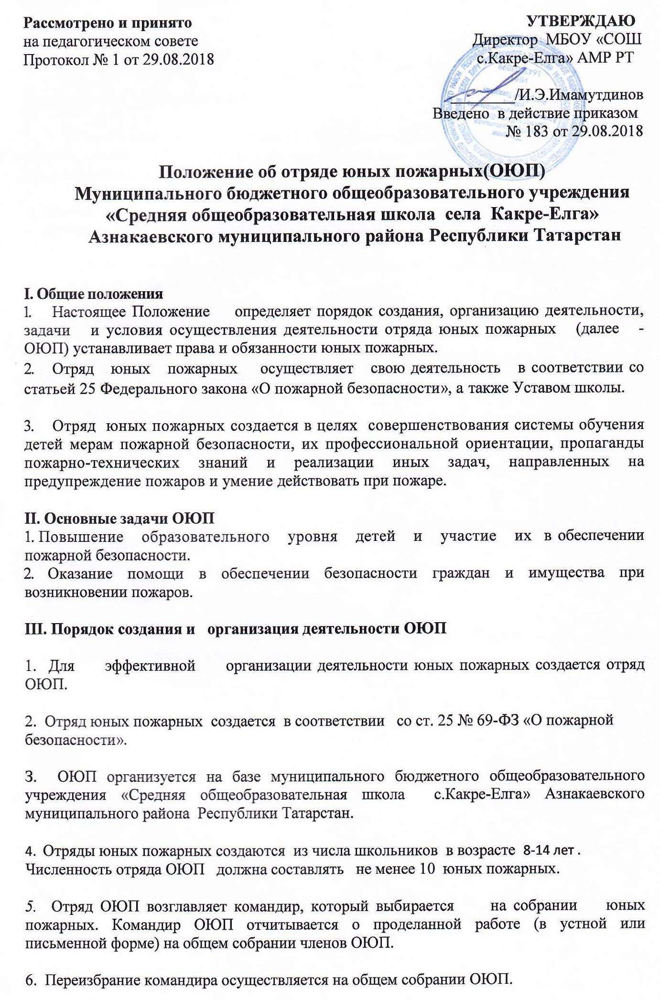 Рассмотрено и принято
на педагогическом совете
Протокол № 1 от 29.08.2018
УТВЕРЖДАЮ
Директор МБОУ «СОШ
с.Какре-Елга» АМР РТ
/И.Э.Имамутдинов
Введено в действие приказом
№ 183 от 29.08.2018
Положение об отряде юных пожарных(ОЮП)
Муниципального бюджетного общеобразовательного учреждения
«Средняя общеобразовательная школа села Какре-Елга»
Азнакаевского муниципального района Республики Татарстан
I. Общие положения
1. Настоящее Положение определяет порядок создания, организацию деятельности,
задачи и условия осуществления деятельности отряда юных пожарных (далее -
ОЮП) устанавливает права и обязанности юных пожарных.
2. Отряд юных пожарных осуществляет свою деятельность в соответствии со
статьей 25 Федерального закона «О пожарной безопасности», а также Уставом школы.
3. Отряд юных пожарных создается в целях совершенствования системы обучения
детей мерам пожарной безопасности, их профессиональной ориентации, пропаганды
пожарно-технических знаний и реализации иных задач, направленных на
предупреждение пожаров и умение действовать при пожаре.
II. Основные задачи ОЮП
1. Повышение образовательного уровня детей и участие их в обеспечении
пожарной безопасности.
2. Оказание помощи в обеспечении безопасности граждан и имущества при
возникновении пожаров.
III. Порядок создания и организация деятельности ОЮП
1. Для эффективной организации деятельности юных пожарных создается отряд
ОЮП.
2. Отряд юных пожарных создается в соответствии со ст. 25 № 69-ФЗ «О пожарной
безопасности».
3. ОЮП организуется на базе муниципального бюджетного общеобразовательного
учреждения «Средняя общеобразовательная школа с.Какре-Елга» Азнакаевского
муниципального района Республики Татарстан.
4. Отряды юных пожарных создаются из числа школьников в возрасте 8-14 лет .
Численность отряда ОЮП должна составлять не менее 10 юных пожарных.
5. Отряд ОЮП возглавляет командир, который выбирается на собрании юных
пожарных. Командир ОЮП отчитывается о проделанной работе (в устной или
письменной форме) на общем собрании членов ОЮП.
6. Переизбрание командира осуществляется на общем собрании ОЮП.